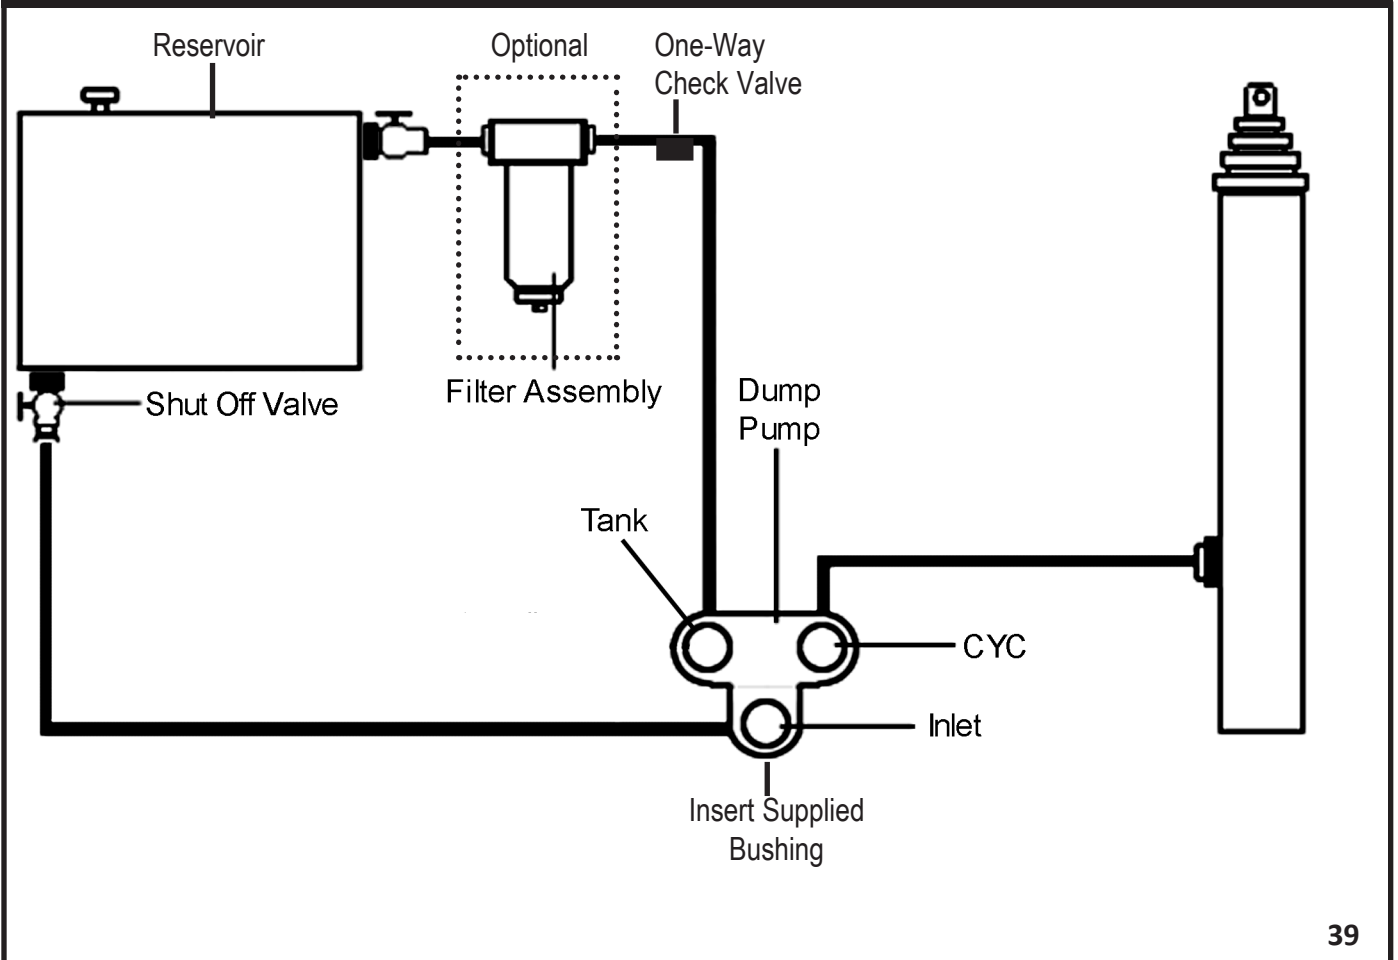 Reservoir
Optional
One-Way
Check Valve
Shut Off Valve
Filter Assembly
Dump
Pump
Tank
CYC
Inlet
Insert Supplied
Bushing
39